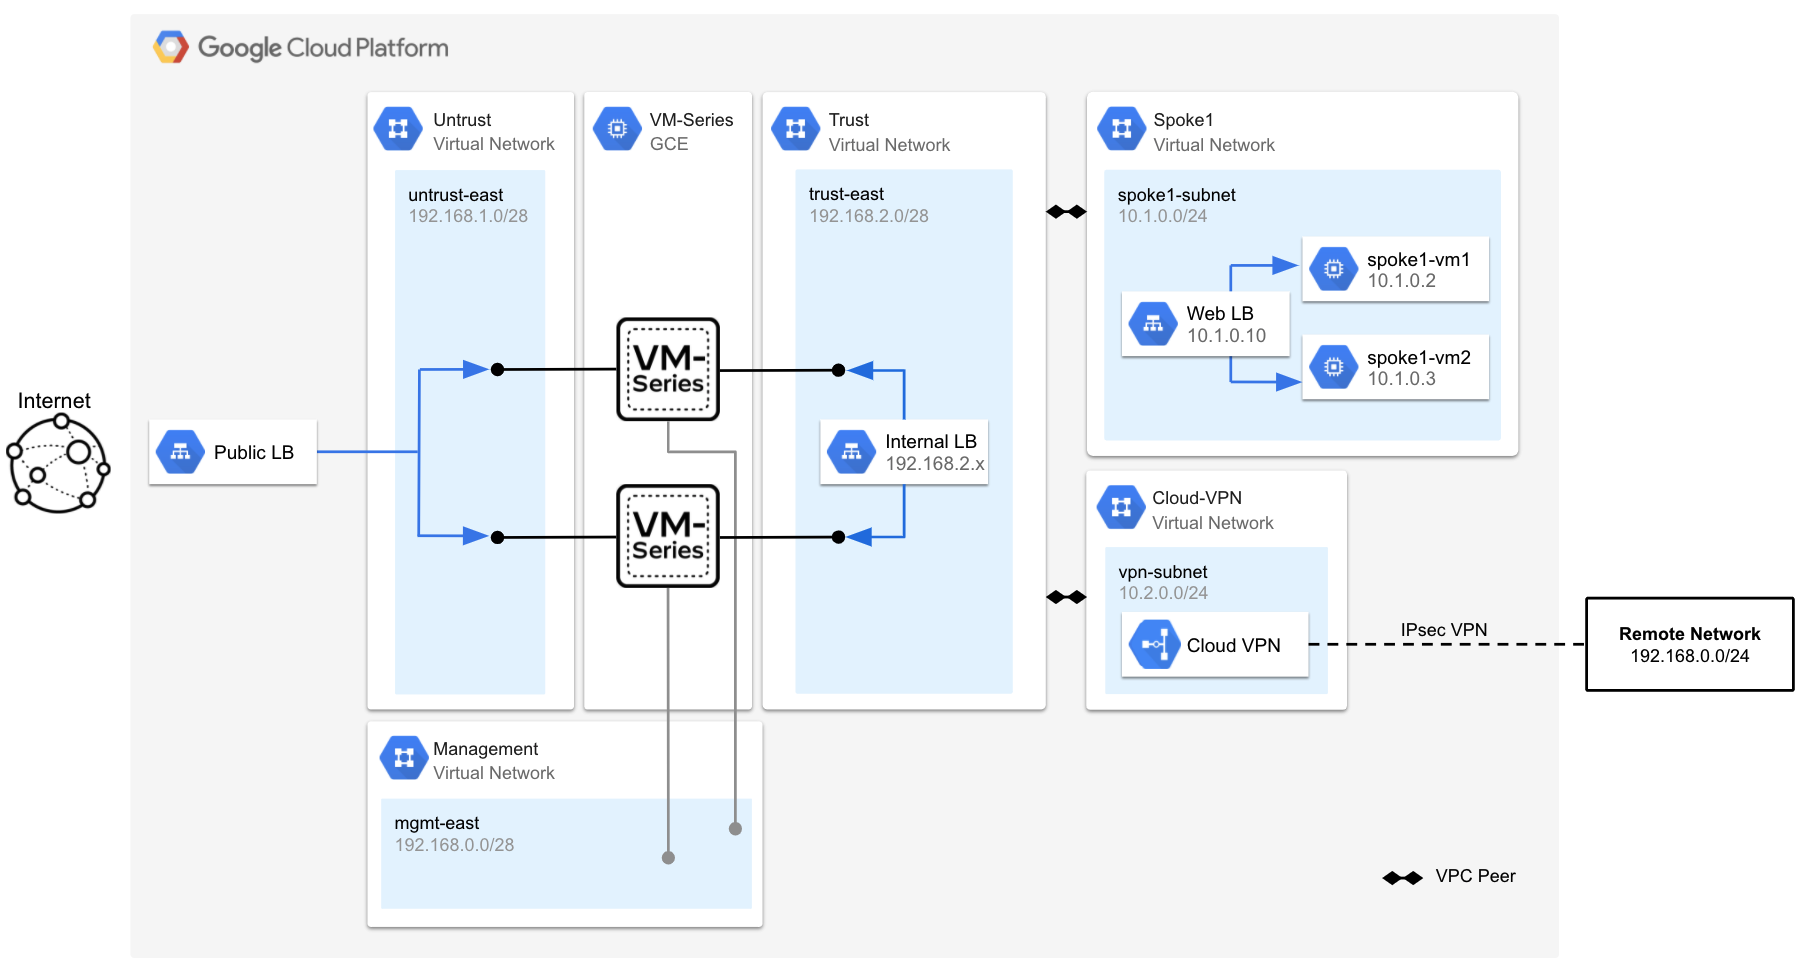 Google Cloud Platform
Untrust
Virtual Network
untrust-east
192.168.1.0/28
VM-Series
GCE
Trust
Virtual Network
trust-east
192.168.2.0/28
Spoke1
Virtual Network
spoke1-subnet
10.1.0.0/24
spoke1-vm1
10.1.0.2
Web LB
10.1.0.10
spoke1-vm2
10.1.0.3
Internet
Public LB
VM-
Series
VM-
Series
Internal LB
192.168.2.x
Cloud-VPN
Virtual Network
vpn-subnet
10.2.0.0/24
Cloud VPN
IPsec VPN
Remote Network
192.168.0.0/24
Management
Virtual Network
mgmt-east
192.168.0.0/28
VPC Peer